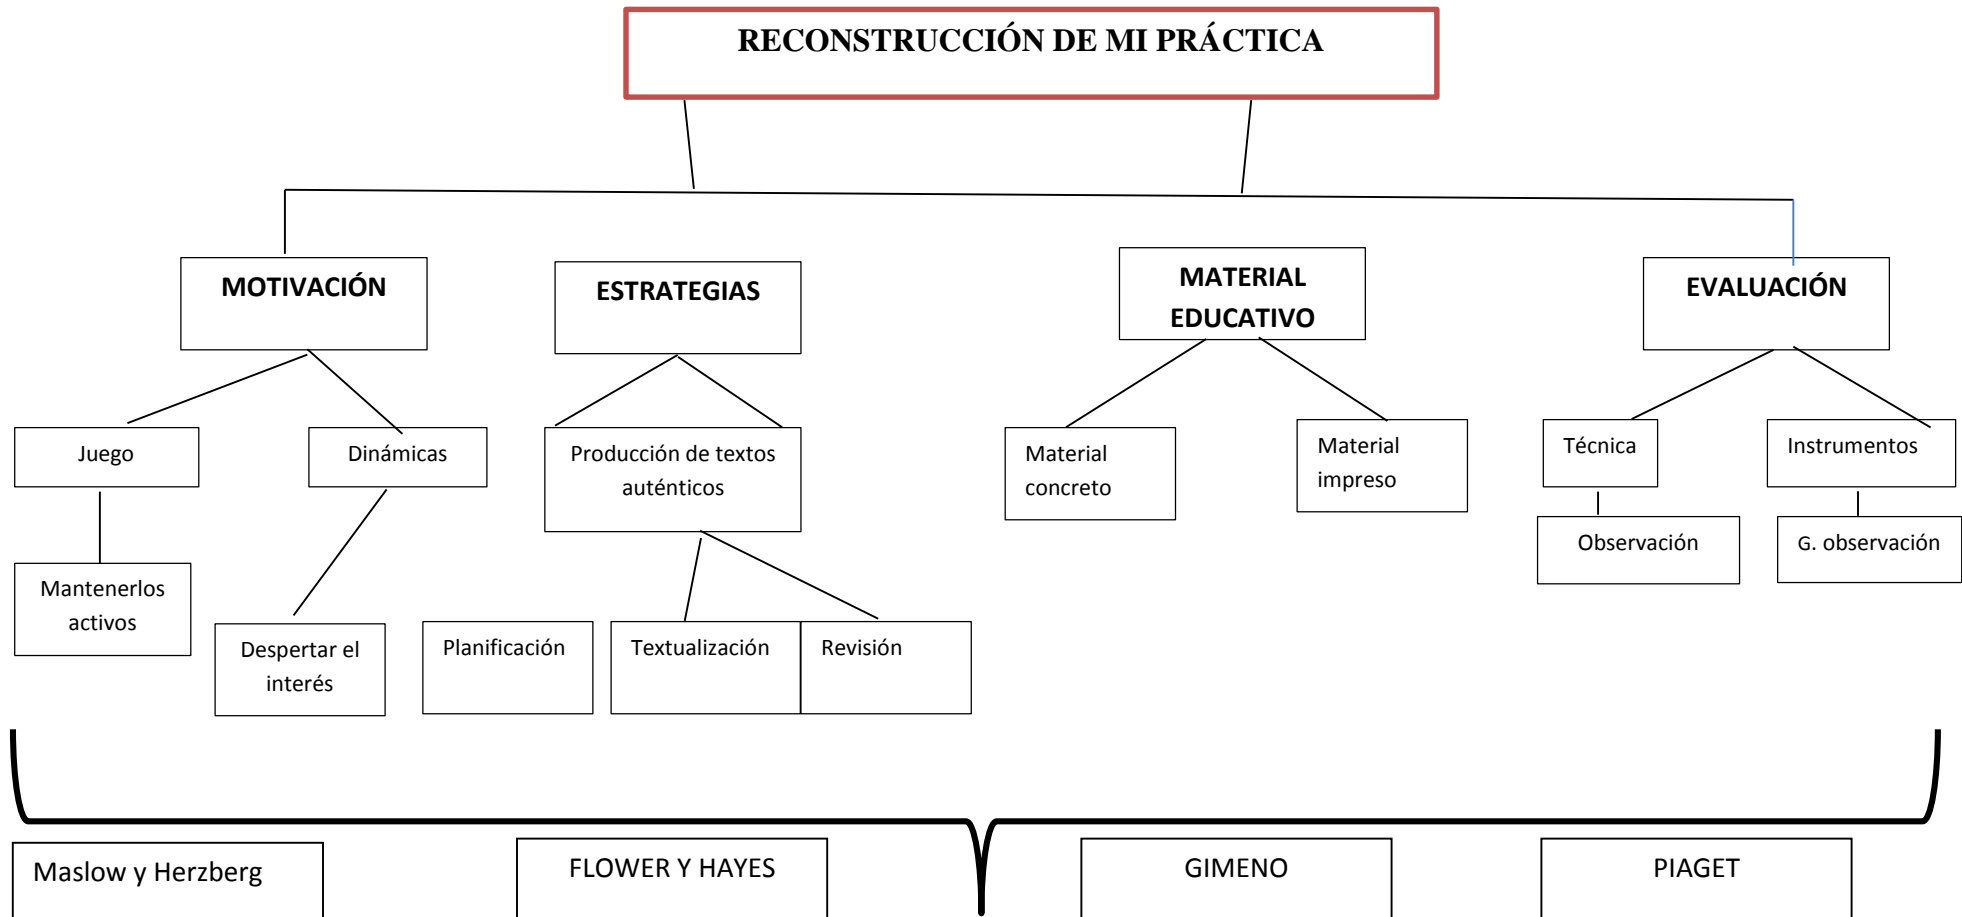 RECONSTRUCCIÓN DE MI PRÁCTICA
MOTIVACIÓN
ESTRATEGIAS
MATERIAL
EDUCATIVO
EVALUACIÓN
Juego
Dinámicas
Producción de textos
auténticos
Material
concreto
Material
impreso
Técnica
Instrumentos
Mantenerlos
activos
Despertar el
interés
Planificación
Textualización
Revisión
Observación
G. observación
Maslow y Herzberg
FLOWER Y HAYES
GIMENO
PIAGET